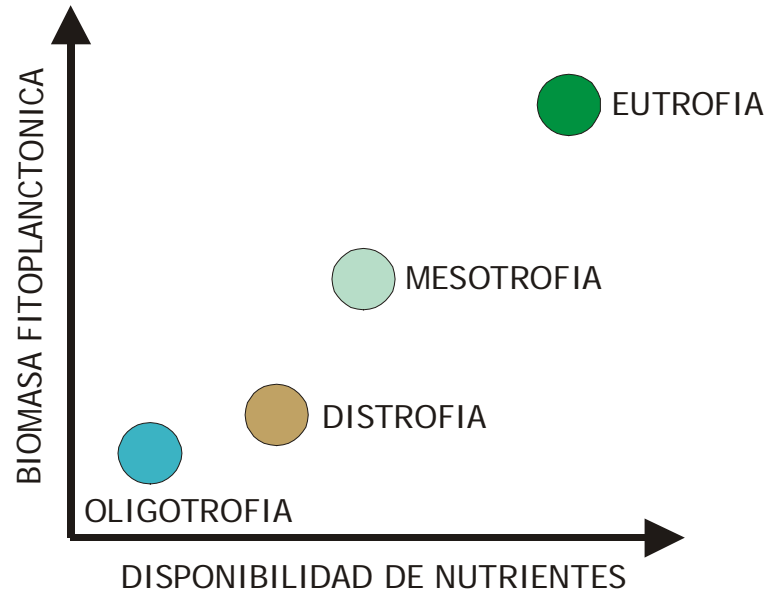 BIOMASA FITOPLANCTONICA
EUTROFIA
MESOTROFIA
DISTROFIA
OLIGOTROFIA
DISPONIBILIDAD DE NUTRIENTES